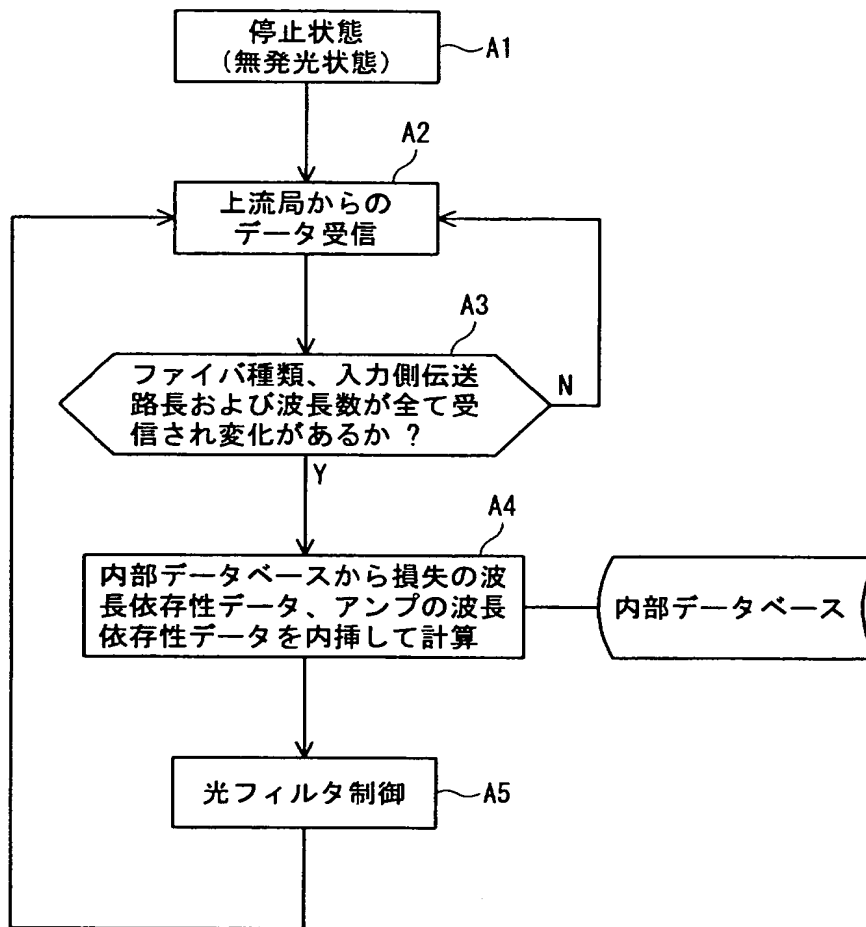 停止状態
(無発光状態)
A1
A2
上流局からの
データ受信
A3
ファイバ種類、入力側伝送
路長および波長数が全て受
信され変化があるか ?
N
Y
A4
内部データベースから損失の波
長依存性データ、アンプの波長
依存性データを内挿して計算
内部データベース
光フィルタ制御
A5